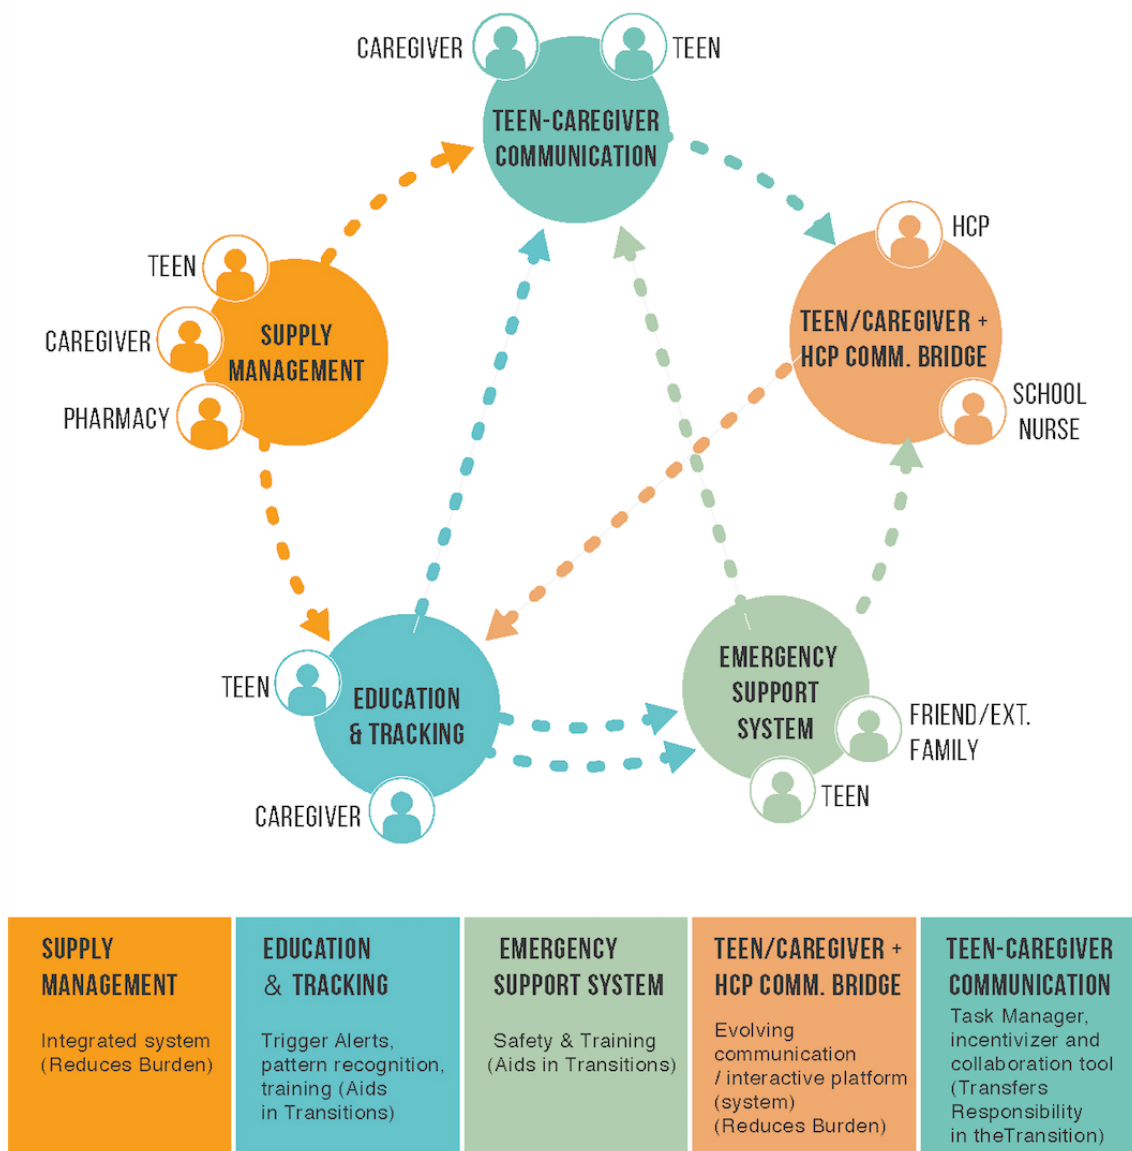 CAREGIVER
TEEN
TEEN-CAREGIVER
COMMUNICATION
HCP
TEEN/CAREGIVER +
HCP COMM. BRIDGE
SCHOOL
NURSE
TEEN
CAREGIVER
PHARMACY
SUPPLY
MANAGEMENT
TEEN
EDUCATION
& TRACKING
CAREGIVER
EMERGENCY
SUPPORT
SYSTEM
FRIEND/EXT.
FAMILY
TEEN
SUPPLY
MANAGEMENT
Integrated system
(Reduces Burden)
EDUCATION
& TRACKING
Trigger Alerts,
pattern recognition,
training (Aids
in Transitions)
EMERGENCY
SUPPORT SYSTEM
Safety & Training
(Aids in Transitions)
TEEN/CAREGIVER +
HCP COMM. BRIDGE
Evolving
communication
/ interactive platform
(system)
(Reduces Burden)
TEEN-CAREGIVER
COMMUNICATION
Task Manager,
incentivizer and
collaboration tool
(Transfers
Responsibility
in theTransition)